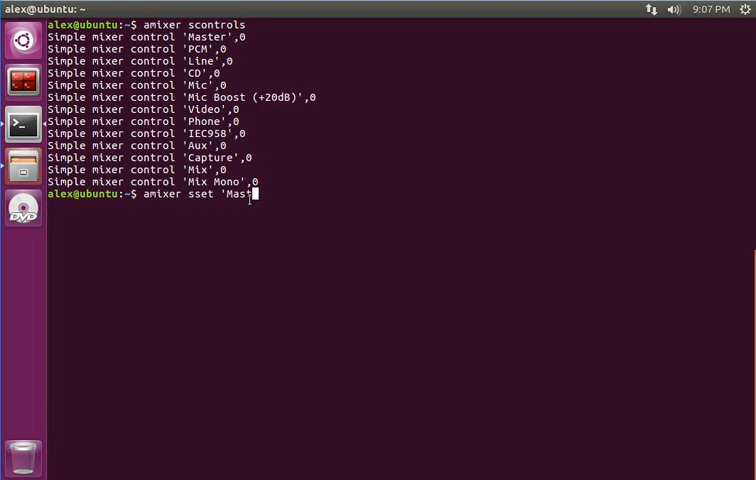 alex@ubuntu: ~
9:07 PM
alex@ubuntu:~$ amixer scontrols
Simple mixer control 'Master',0
Simple mixer control 'PCM',0
Simple mixer control 'Line',0
Simple mixer control 'CD',0
Simple mixer control 'Mic',0
Simple mixer control 'Mic Boost (+20dB)',0
Simple mixer control 'Video',0
Simple mixer control 'Phone',0
Simple mixer control 'IEC958',0
Simple mixer control 'Aux',0
Simple mixer control 'Capture',0
Simple mixer control 'Mix',0
Simple mixer control 'Mix Mono',0
alex@ubuntu:~$ amixer sset 'Mast
>_
DVD